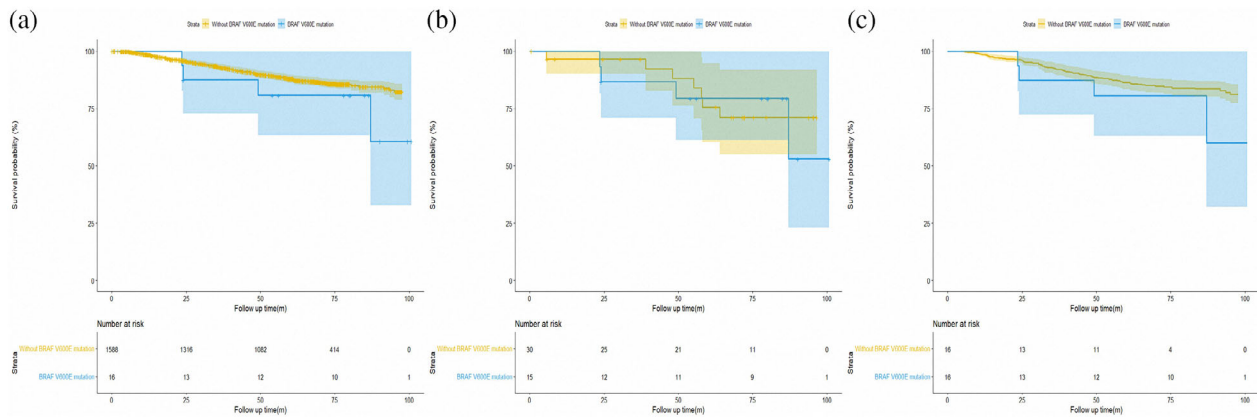 (a)
Strata Without BRAF V600E mutation BRAF V600E mutation
Survival probability (%)
100
75
50
25
0
0 25 50 75 100
Follow up time(m)
Number at risk
Strata
Without BRAF V600E mutation 1588 1316 1082 414 0
BRAF V600E mutation 16 13 12 10 1
0 25 50 75 100
Follow up time(m)
(b)
Strata Without BRAF V600E mutation BRAF V600E mutation
Survival probability (%)
100
75
50
25
0
0 25 50 75 100
Follow up time(m)
Number at risk
Strata
Without BRAF V600E mutation 30 25 21 11 0
BRAF V600E mutation 15 12 11 9 1
0 25 50 75 100
Follow up time(m)
(c)
Strata Without BRAF V600E mutation BRAF V600E mutation
Survival probability (%)
100
75
50
25
0
0 25 50 75 100
Follow up time(m)
Number at risk
Strata
Without BRAF V600E mutation 16 13 11 4 0
BRAF V600E mutation 16 13 12 10 1
0 25 50 75 100
Follow up time(m)